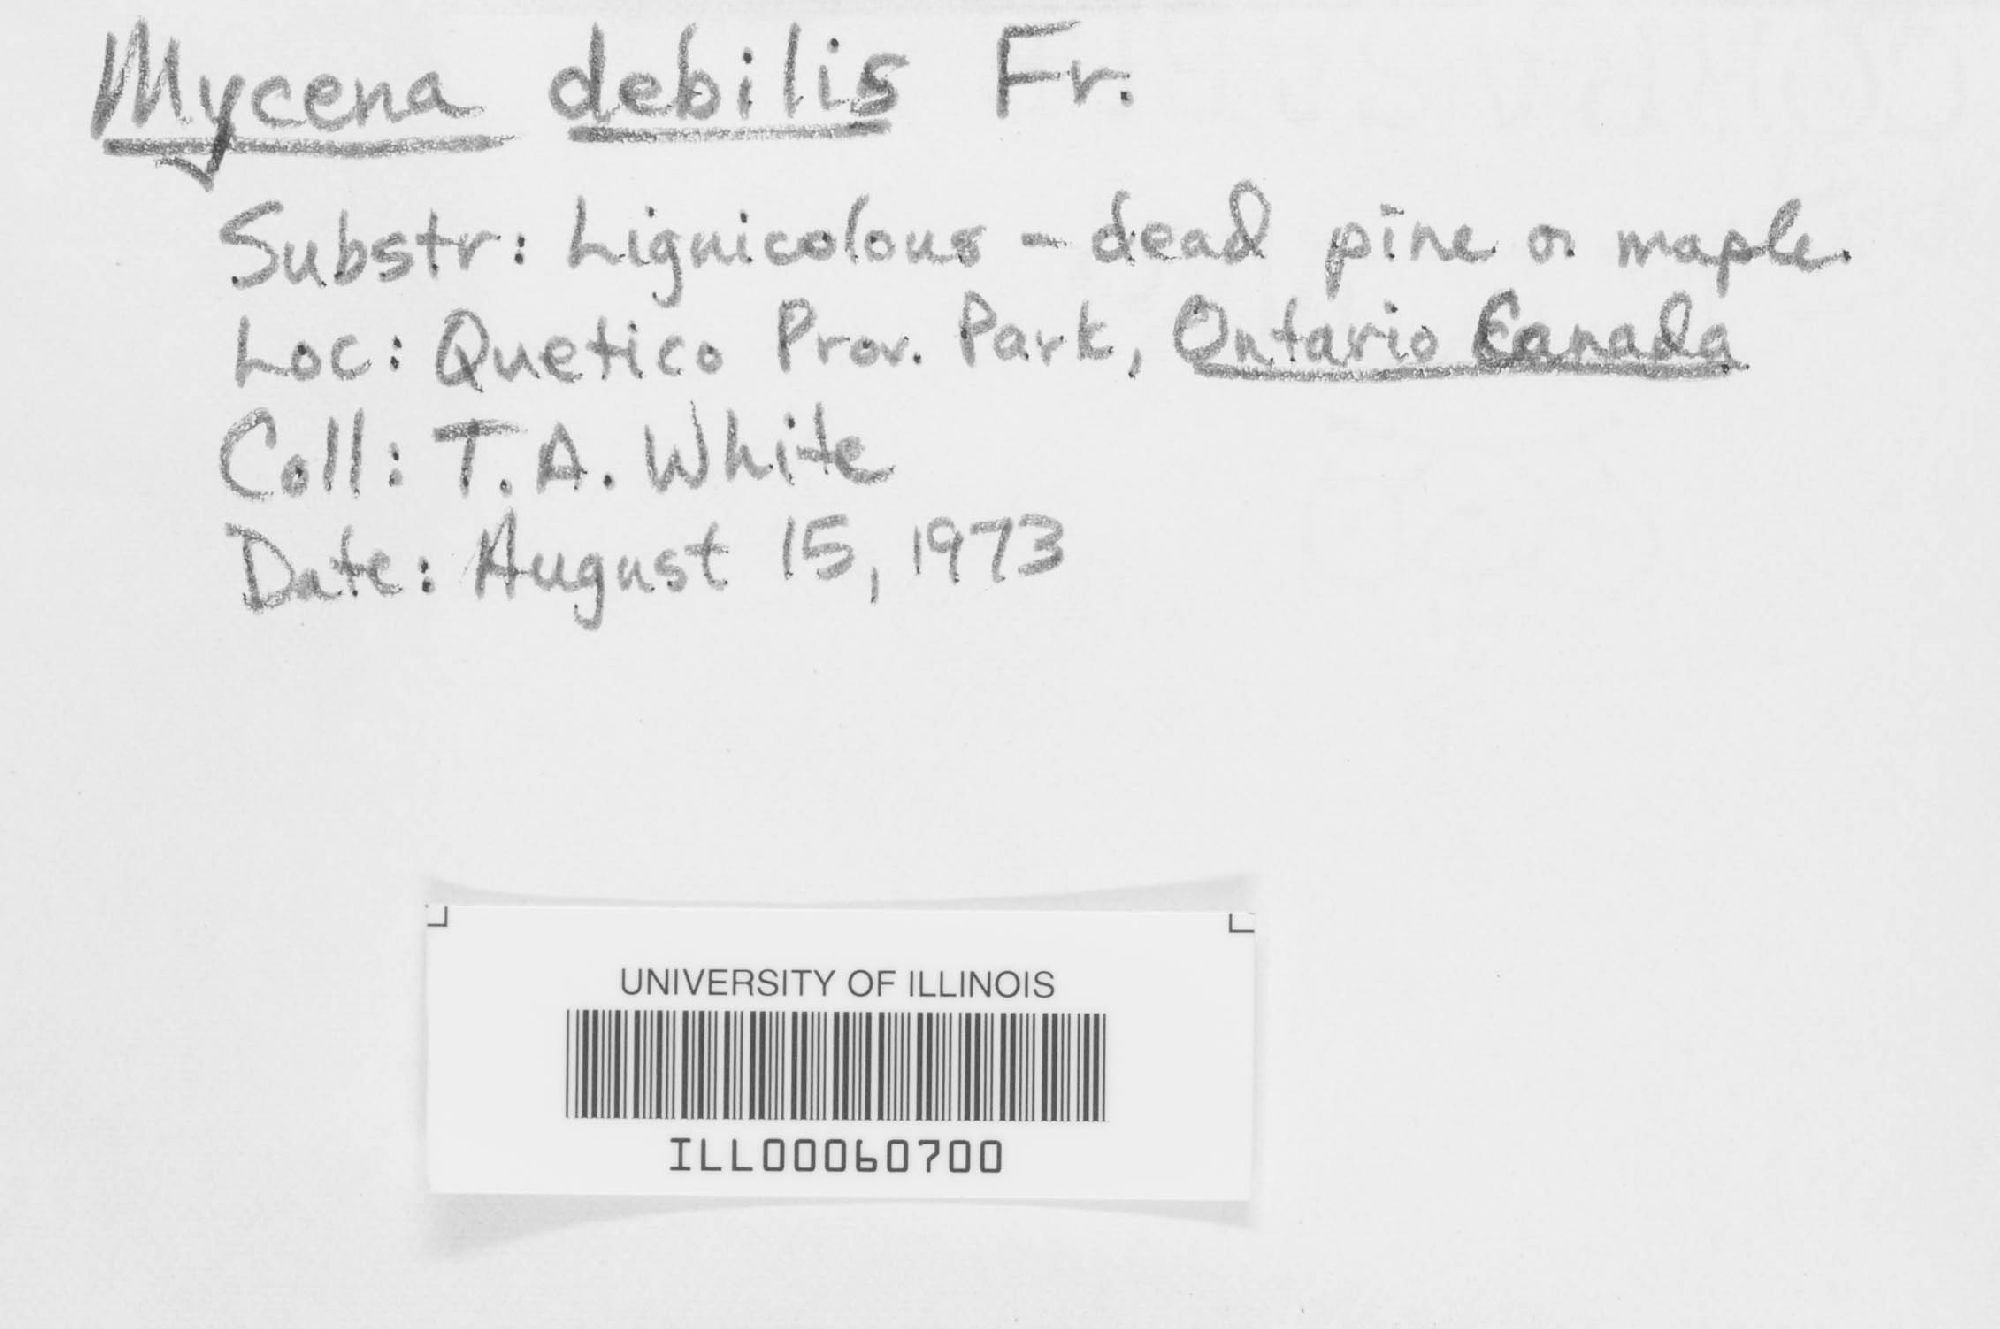 Mycena debilis Fr.
Substr: Lignicolous - dead pine or maple.
Loc: Quetico Prov. Park, Ontario Canada
Coll: T. A. White
Date: August 15, 1973
UNIVERSITY OF ILLINOIS
ILL00060700